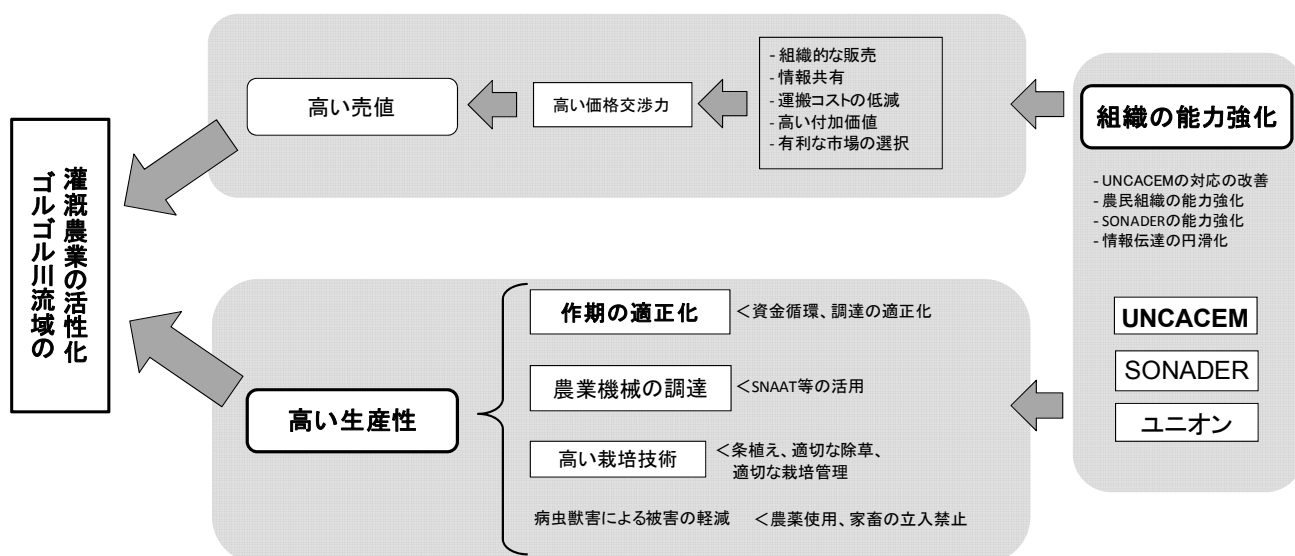 ゴルゴル川流域の
灌漑農業の活性化
高い売値
高い価格交渉力
- 組織的な販売
- 情報共有
- 運搬コストの低減
- 高い付加価値
- 有利な市場の選択
組織の能力強化
- UNCACEMの対応の改善
- 農民組織の能力強化
- SONADERの能力強化
- 情報伝達の円滑化
UNCACEM
SONADER
ユニオン
高い生産性
作期の適正化
＜資金循環、調達の適正化
農業機械の調達
＜SNAAT等の活用
高い栽培技術
＜条植え、適切な除草、
適切な栽培管理
病虫獣害による被害の軽減
＜農薬使用、家畜の立入禁止